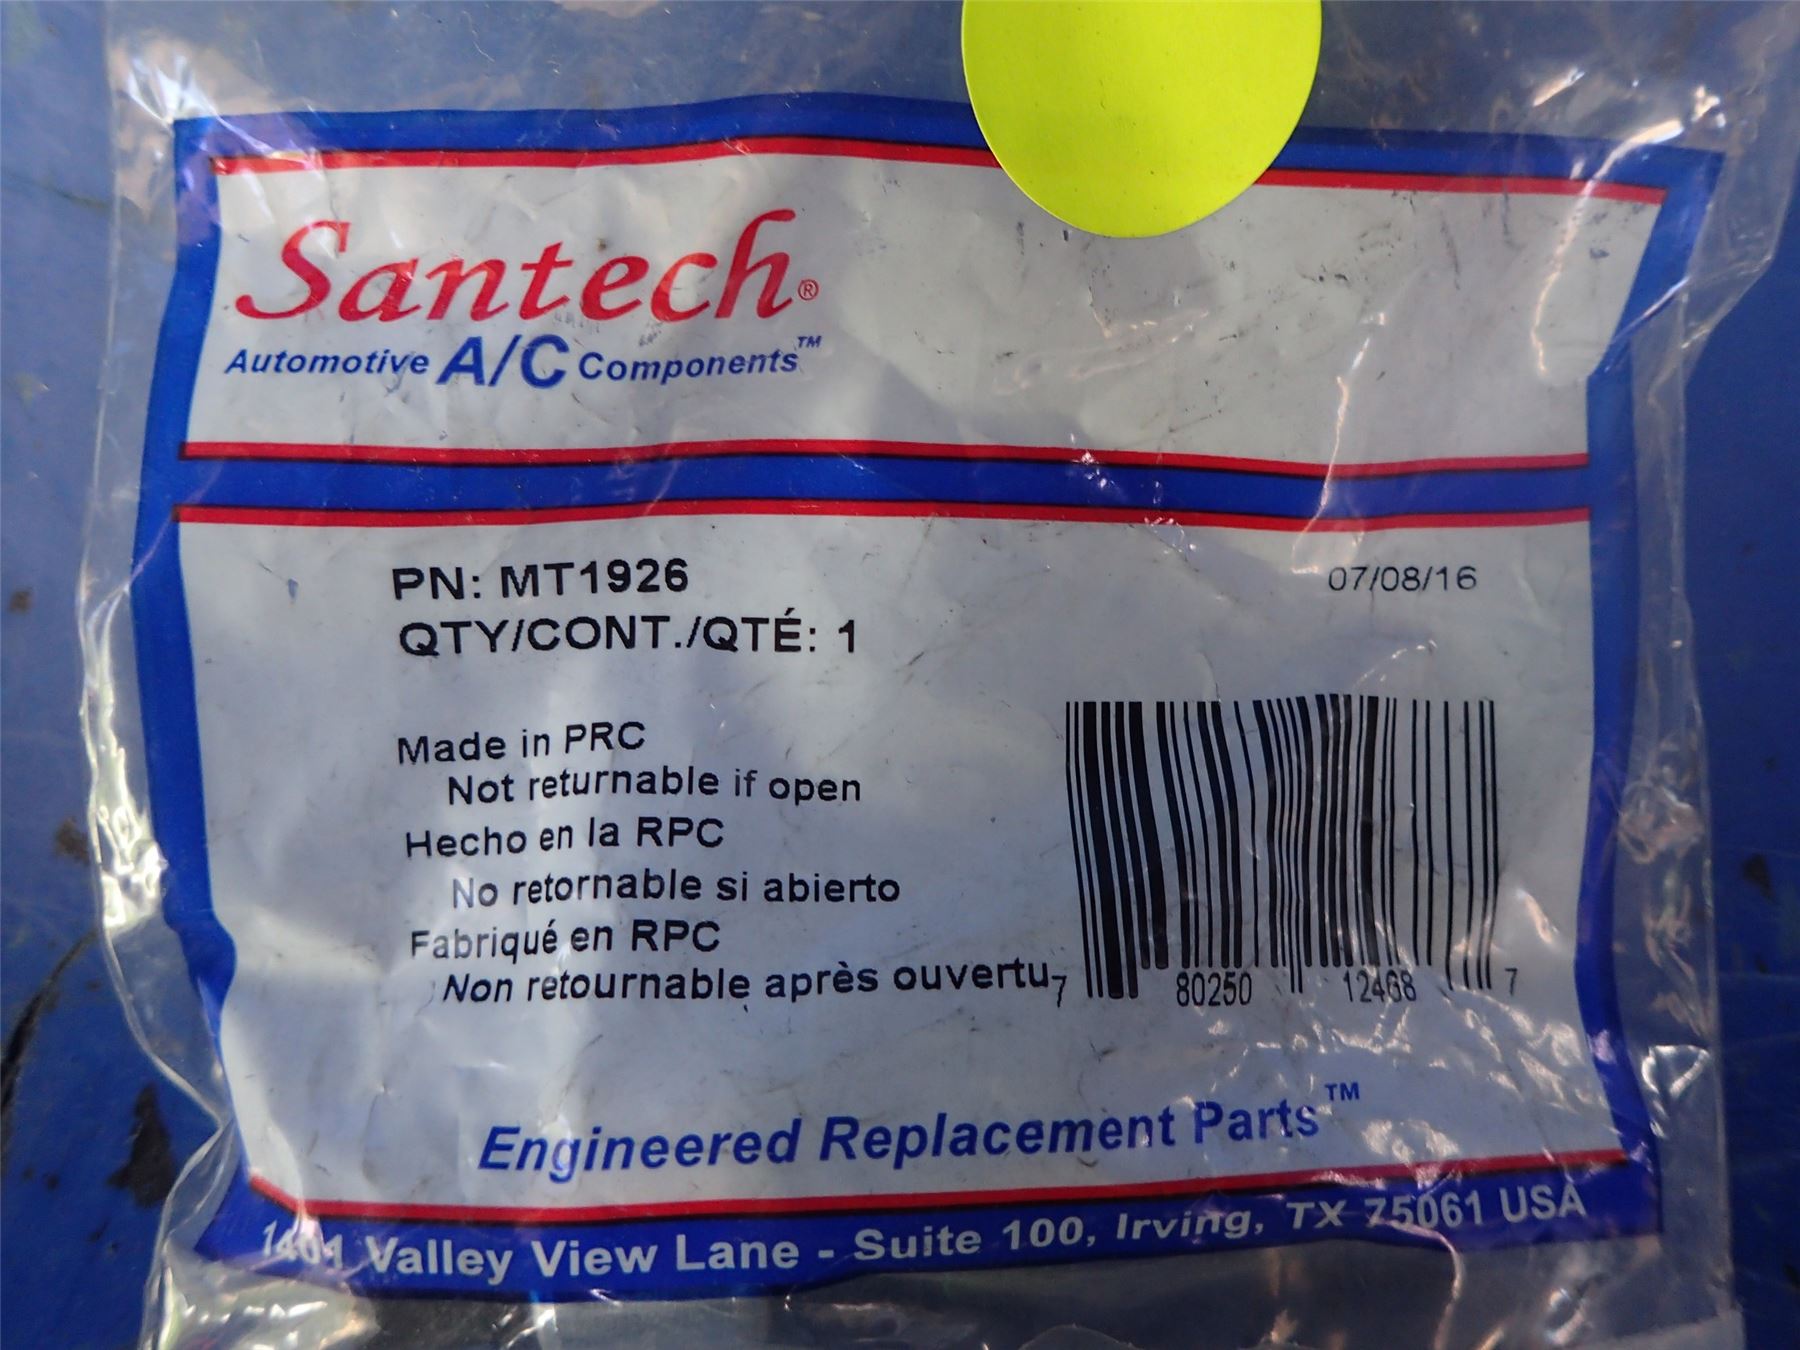 Santech®
Automotive A/C Components™
PN: MT1926
07/08/16
QTY/CONT./QTÉ: 1
Made in PRC
Not returnable if open
Hecho en la RPC
No retornable si abierto
Fabriqué en RPC
Non retournable après ouvertu
7 80250 12468 7
Engineered Replacement Parts™
1401 Valley View Lane - Suite 100, Irving, TX 75061 USA